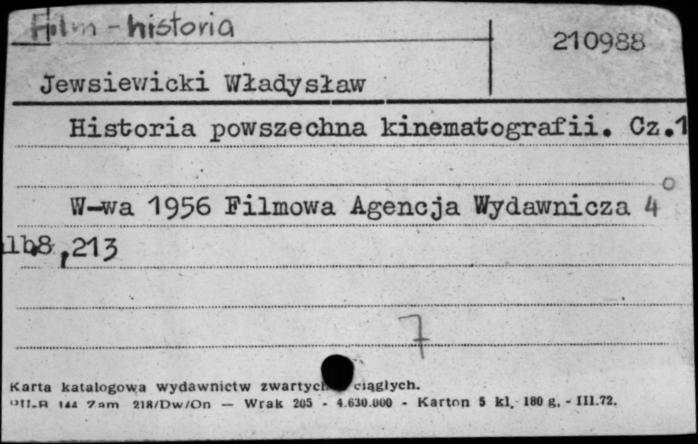 Film - historia
210988
Jewsiewicki Władysław
Historia powszechna kinematografii. Cz.1
W-wa 1956 Filmowa Agencja Wydawnicza 4°
lb8,213
7
Karta katalogowa wydawnictw zwartych ciągłych.
144 Zam 218/Dw/On — Wrak 205 - 4.630.000 - Karton 5 kl. 180 g. - III.72.